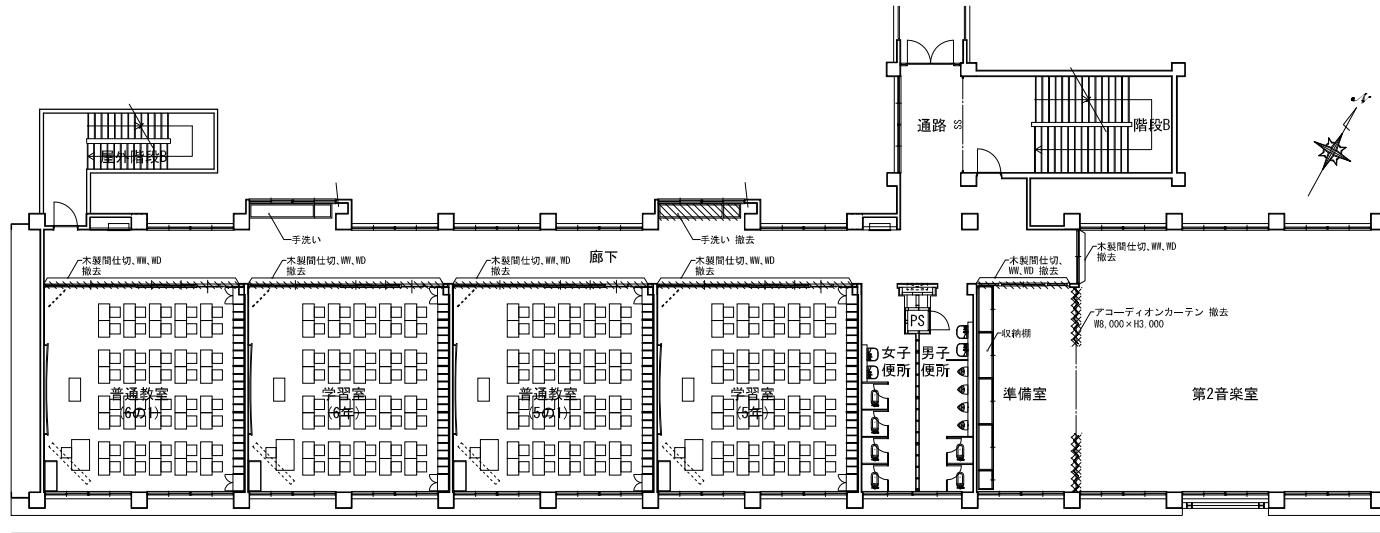 N
通路
SS
階段B
屋外階段B
手洗い
手洗い 撤去
木製間仕切、WW、WD
撤去
木製間仕切、WW、WD
撤去
木製間仕切、WW、WD
撤去
廊下
木製間仕切、WW、WD
撤去
木製間仕切、
WW、WD 撤去
木製間仕切、WW、WD
撤去
アコーディオンカーテン 撤去
W8,000×H3,000
収納棚
PS
女子
便所
男子
便所
普通教室
(6の1)
学習室
(6年)
普通教室
(5の1)
学習室
(5年)
準備室
第2音楽室